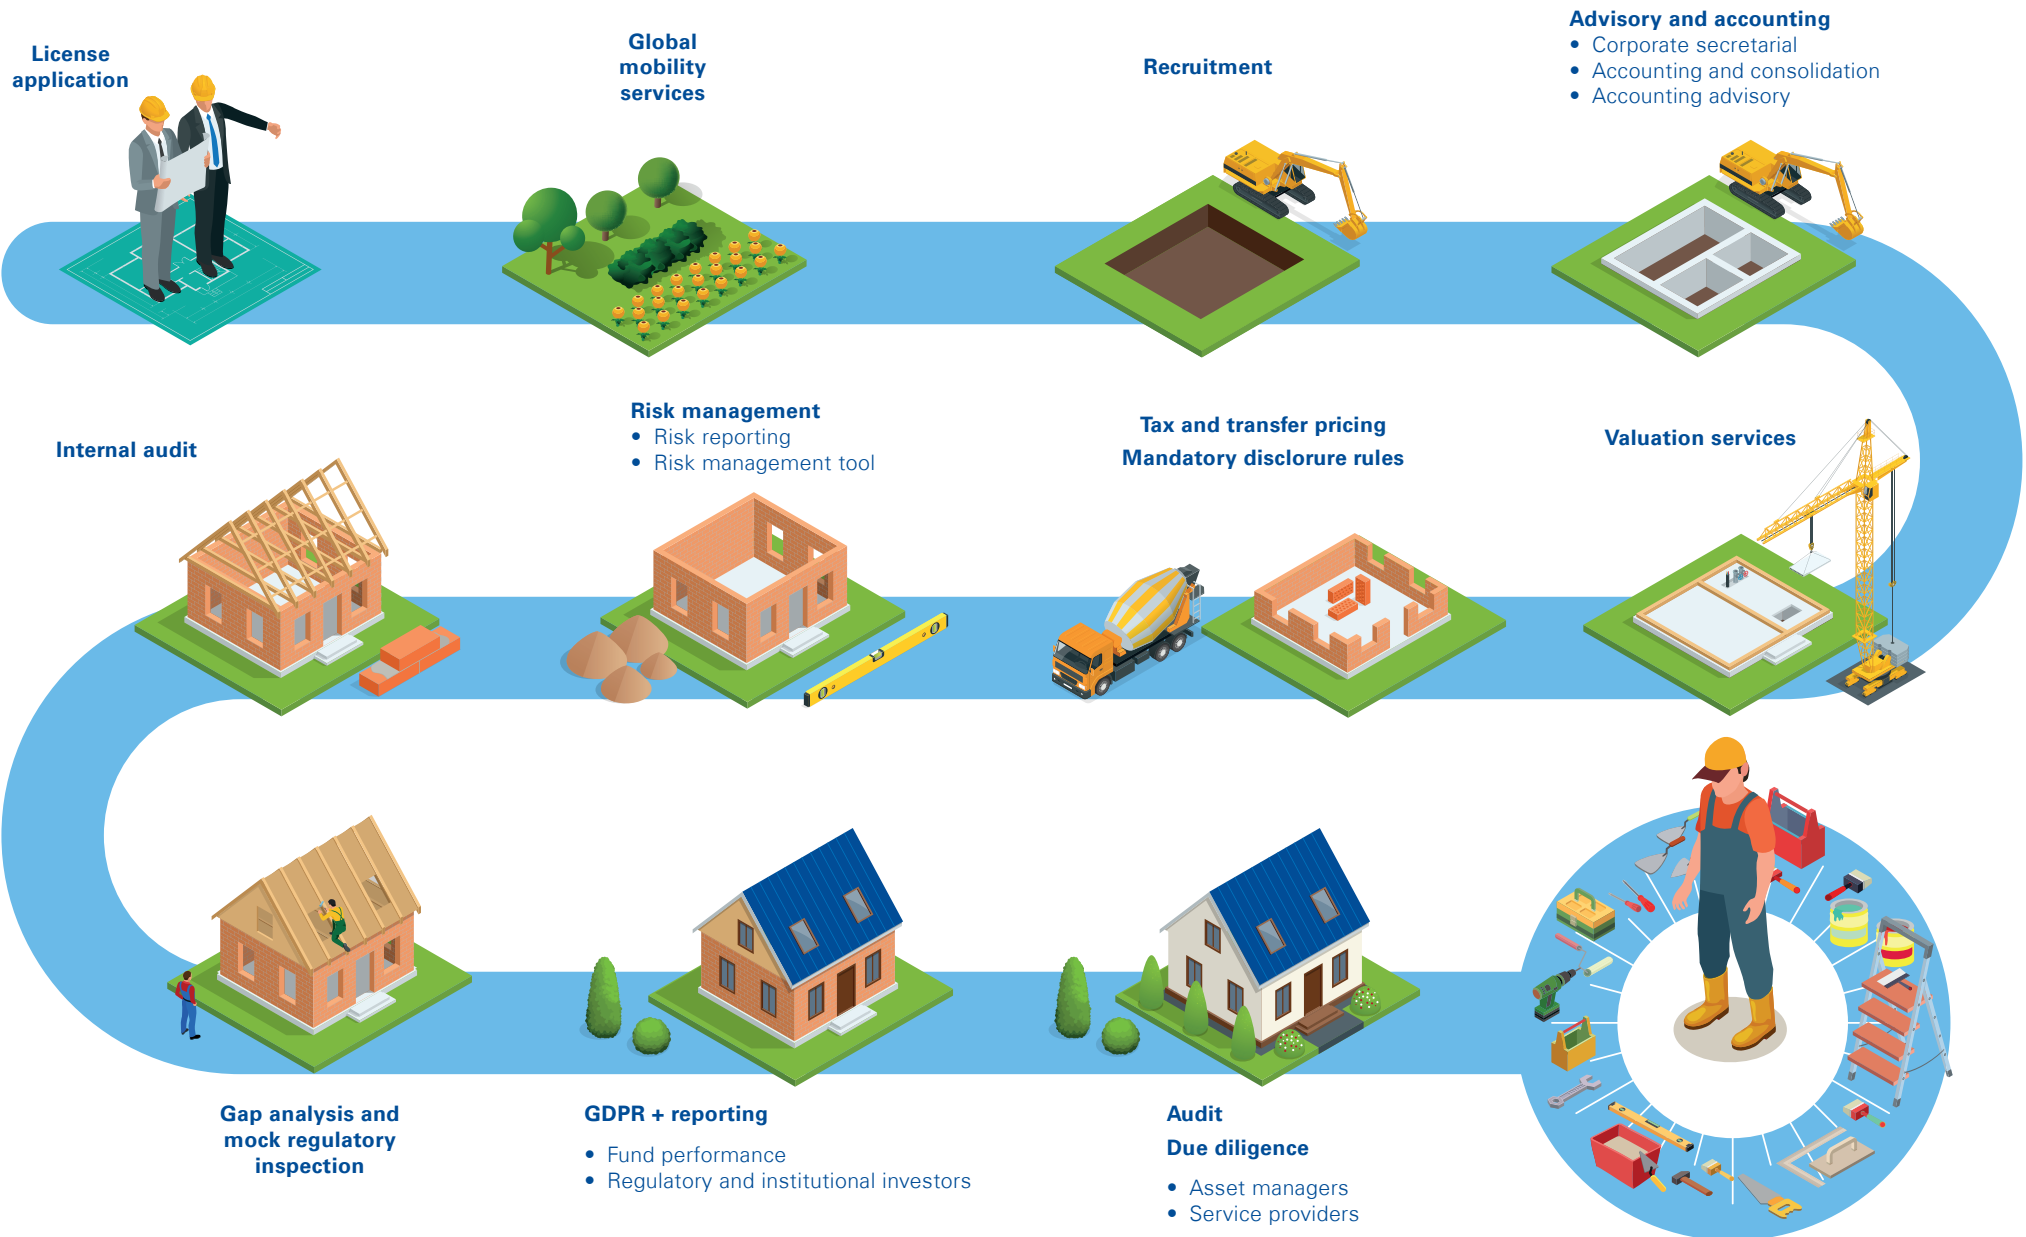 License
application
Global
mobility
services
Recruitment
Advisory and accounting
• Corporate secretarial
• Accounting and consolidation
• Accounting advisory
Internal audit
Risk management
• Risk reporting
• Risk management tool
Tax and transfer pricing
Mandatory disclorure rules
Valuation services
Gap analysis and
mock regulatory
inspection
GDPR + reporting
• Fund performance
• Regulatory and institutional investors
Audit
Due diligence
• Asset managers
• Service providers